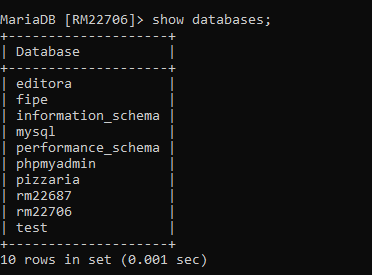 MariaDB [RM22706]> show databases;
+--------------------+
| Database           |
+--------------------+
| editora            |
| fipe               |
| information_schema |
| mysql              |
| performance_schema |
| phpmyadmin         |
| pizzaria           |
| rm22687            |
| rm22706            |
| test               |
+--------------------+
10 rows in set (0.001 sec)